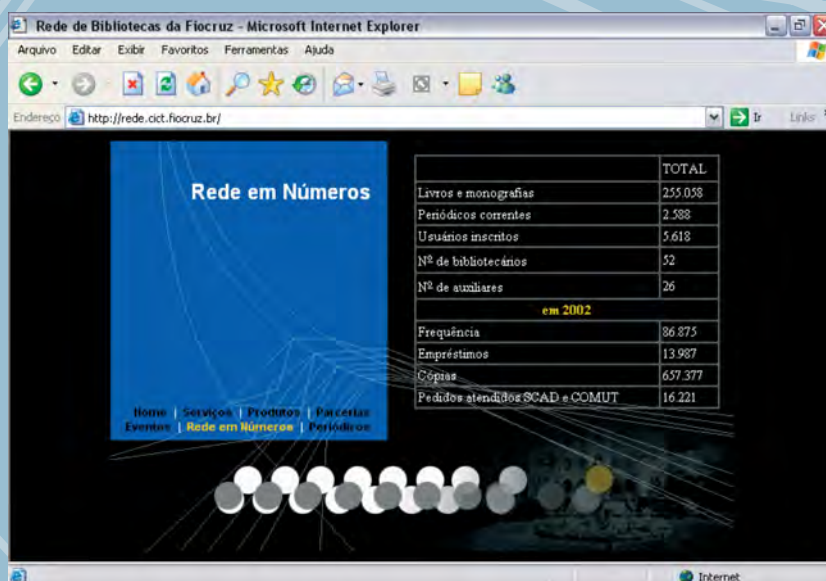 Rede de Bibliotecas da Fiocruz - Microsoft Internet Explorer
Arquivo Editar Exibir Favoritos Ferramentas Ajuda
Endereço http://rede.cict.fiocruz.br/ Ir Links
Rede em Números
Home | Serviços | Produtos | Parcerias
Eventos | Rede em Números | Periódicos
TOTAL
Livros e monografias 255.058
Periódicos correntes 2.588
Usuários inscritos 5.618
Nº de bibliotecários 52
Nº de auxiliares 26
em 2002
Frequência 86.875
Empréstimos 13.987
Cópias 657.377
Pedidos atendidos SCAD e COMUT 16.221
Internet